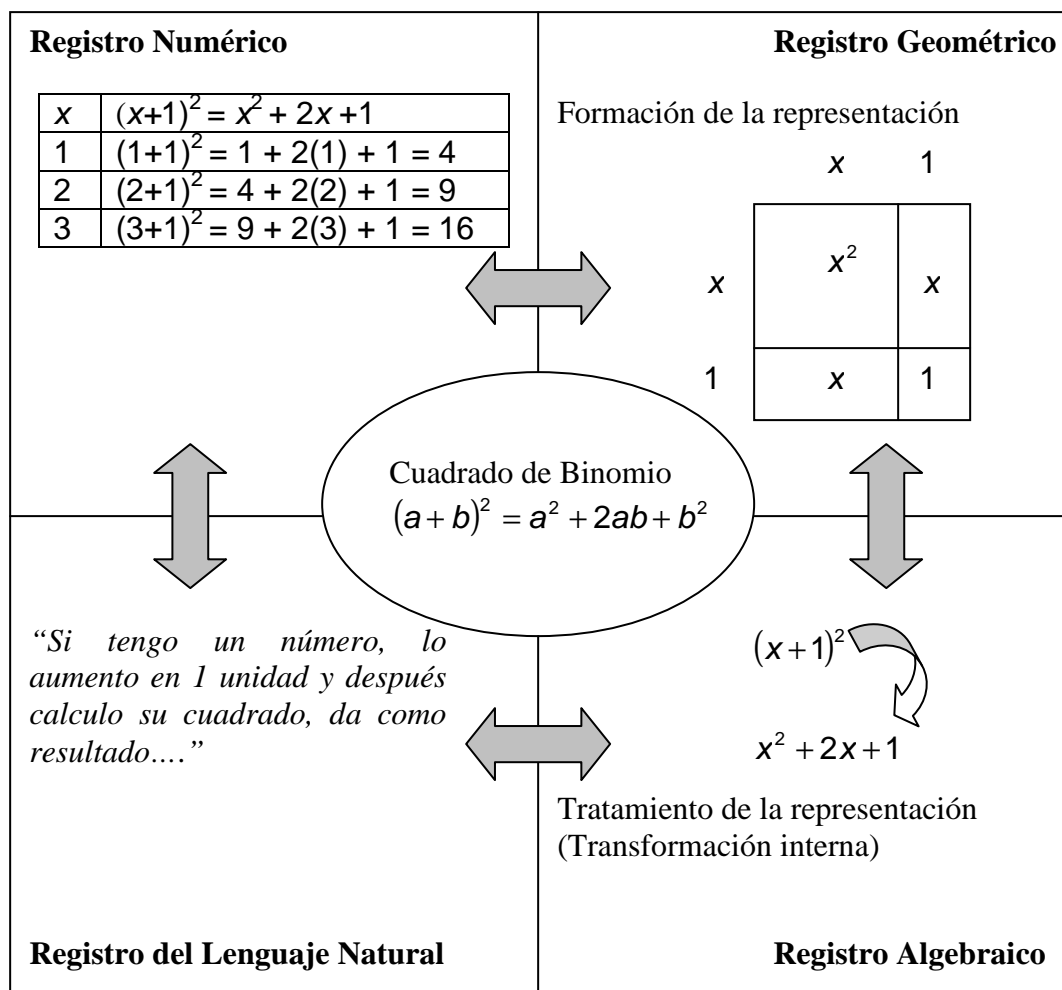 Registro Numérico
x (x+1)² = x² + 2x +1
1 (1+1)² = 1 + 2(1) + 1 = 4
2 (2+1)² = 4 + 2(2) + 1 = 9
3 (3+1)² = 9 + 2(3) + 1 = 16
Registro Geométrico
Formación de la representación
x 1
x x² x
1 x 1
Cuadrado de Binomio
(a + b)² = a² + 2ab + b²
“Si tengo un número, lo
aumento en 1 unidad y después
calculo su cuadrado, da como
resultado….”
Registro del Lenguaje Natural
(x + 1)²
x² + 2x + 1
Tratamiento de la representación
(Transformación interna)
Registro Algebraico